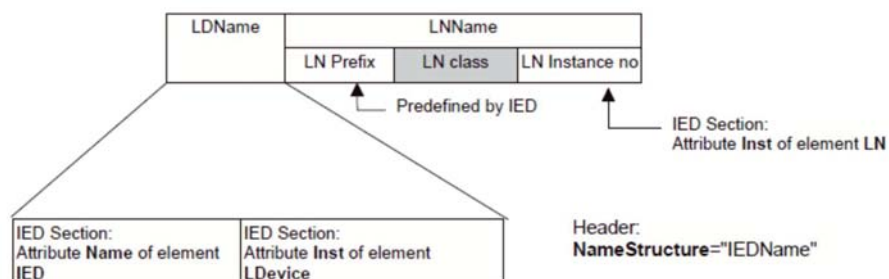 LDName
LNName
LN Prefix
LN class
LN Instance no
Predefined by IED
IED Section:
Attribute Inst of element LN
IED Section:
Attribute Name of element
IED
IED Section:
Attribute Inst of element
LDevice
Header:
NameStructure="IEDName"